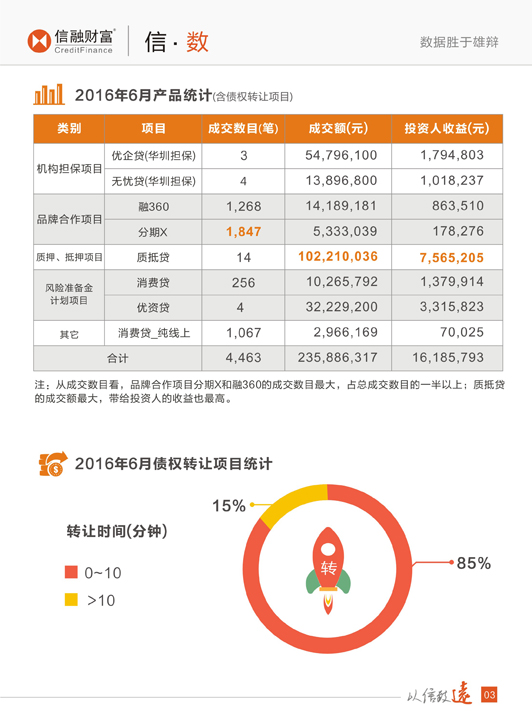 信融财富®
CreditFinance
信·数
数据胜于雄辩
2016年6月产品统计(含债权转让项目)
类别 项目 成交数目(笔) 成交额(元) 投资人收益(元)
机构担保项目 优企贷(华圳担保) 3 54,796,100 1,794,803
无忧贷(华圳担保) 4 13,896,800 1,018,237
品牌合作项目 融360 1,268 14,189,181 863,510
分期X 1,847 5,333,039 178,276
质押、抵押项目 质抵贷 14 102,210,036 7,565,205
风险准备金
计划项目 消费贷 256 10,265,792 1,379,914
优资贷 4 32,229,200 3,315,823
其它 消费贷_纯线上 1,067 2,966,169 70,025
合计 4,463 235,886,317 16,185,793
注：从成交数目看，品牌合作项目分期X和融360的成交数目最大，占总成交数目的一半以上；质抵贷
的成交额最大，带给投资人的收益也最高。
2016年6月债权转让项目统计
15%
转让时间(分钟)
0~10
>10
转
85%
以信致远
03